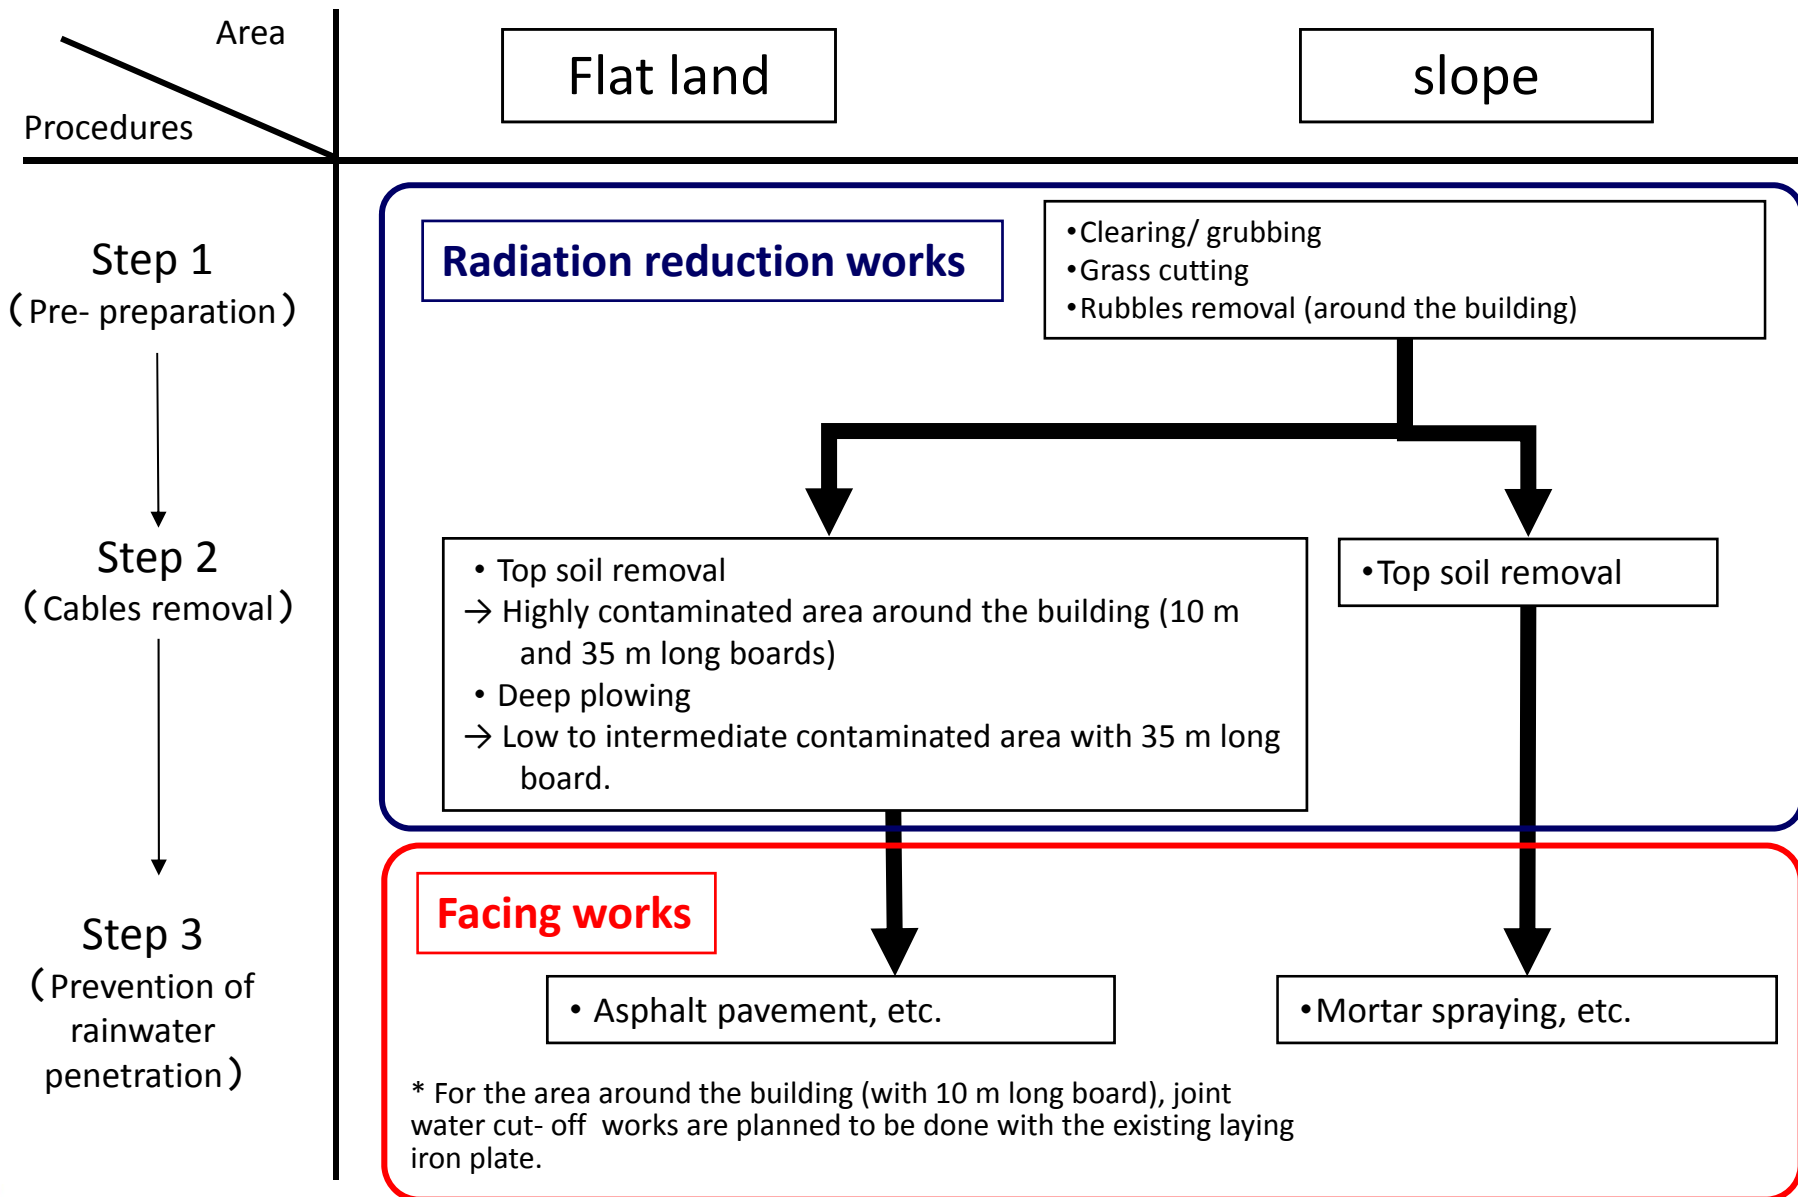 Area
Procedures
Flat land
slope
Step 1
(Pre- preparation)
Radiation reduction works
•Clearing/ grubbing
•Grass cutting
•Rubbles removal (around the building)
Step 2
(Cables removal)
• Top soil removal
→ Highly contaminated area around the building (10 m
and 35 m long boards)
• Deep plowing
→ Low to intermediate contaminated area with 35 m long
board.
•Top soil removal
Step 3
(Prevention of
rainwater
penetration)
Facing works
• Asphalt pavement, etc.
•Mortar spraying, etc.
* For the area around the building (with 10 m long board), joint
water cut- off works are planned to be done with the existing laying
iron plate.